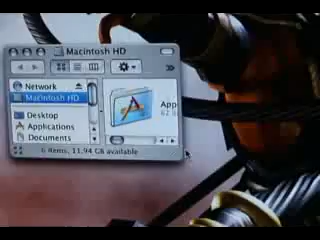 Macintosh HD
Network
Macintosh HD
Desktop
Applications
Documents
App
6 items, 11.94 GB available